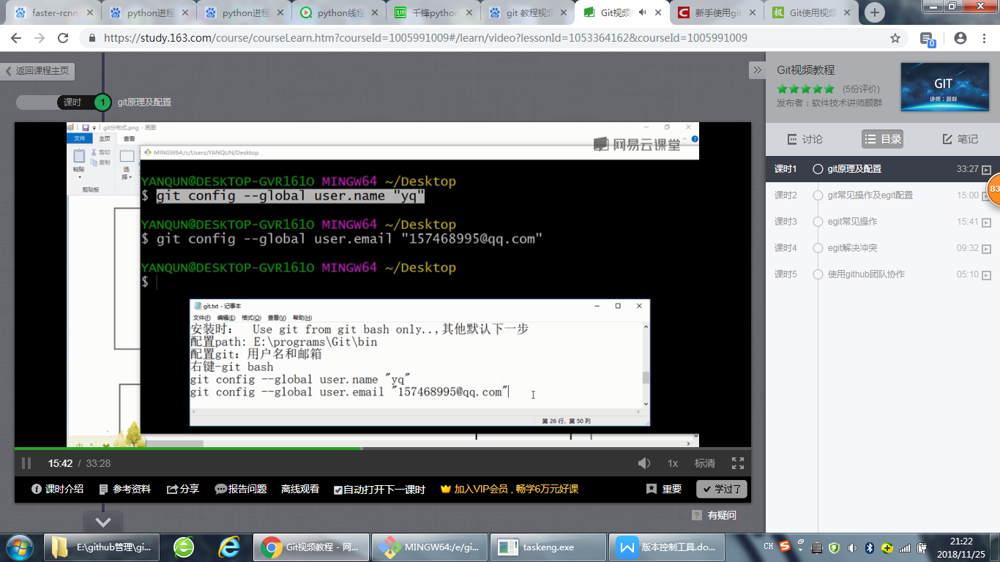 faster-rcnn
python进程
python进程
python线程
千锋python
git 教程视频
Git视频
新手使用git
Git使用视频
https://study.163.com/course/courseLearn.htm?courseId=1005991009#/learn/video?lessonId=1053364162&courseId=1005991009
0
返回课程主页
课时 1 git原理及配置
git分布式.png - 画图
文件 主页 查看
粘贴
剪切
复制
选择
剪贴板
网易云课堂
MINGW64:/c/Users/YANQUN/Desktop
YANQUN@DESKTOP-GVR161O MINGW64 ~/Desktop
$ git config --global user.name "yq"
YANQUN@DESKTOP-GVR161O MINGW64 ~/Desktop
$ git config --global user.email "157468995@qq.com"
YANQUN@DESKTOP-GVR161O MINGW64 ~/Desktop
$
git.txt - 记事本
文件(F) 编辑(E) 格式(O) 查看(V) 帮助(H)
安装时： Use git from git bash only..,其他默认下一步
配置path: E:\programs\Git\bin
配置git：用户名和邮箱
右键-git bash
git config --global user.name "yq"
git config --global user.email "157468995@qq.com"
第 26 行，第 50 列
15:42 / 33:28
1x 标清
课时介绍 参考资料 分享 报告问题 离线观看 自动打开下一课时 加入VIP会员，畅学6万元好课 重要 学过了
? 有疑问
Git视频教程
(5份评价)
发布者：软件技术讲师颜群
GIT
讲师：颜群
讨论 目录 笔记
课时1 git原理及配置 33:27
课时2 git常见操作及egit配置 15:00
课时3 egit常见操作 15:41
课时4 egit解决冲突 09:32
课时5 使用github团队协作 05:10
83
E:\github管理\gi...
Git视频教程 - 网...
MINGW64:/e/gi...
taskeng.exe
版本控制工具.do...
CH
21:22
2018/11/25